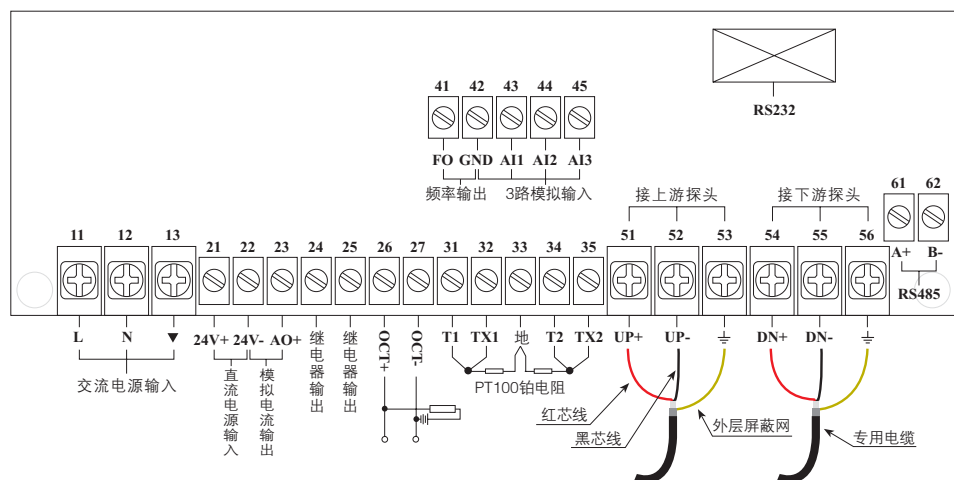 RS232
41 42 43 44 45
FO GND AI1 AI2 AI3
频率输出 3路模拟输入
接上游探头 接下游探头
61 62
A+ B-
RS485
11 12 13 21 22 23 24 25 26 27 31 32 33 34 35 51 52 53 54 55 56
L N ▼ 24V+ 24V- AO+ 继电器输出 继电器输出 OCT+ OCT- T1 TX1 地 T2 TX2 UP+ UP- DN+ DN-
交流电源输入
直流电源输入
模拟电流输出
PT100铂电阻
红芯线
黑芯线
外层屏蔽网
专用电缆